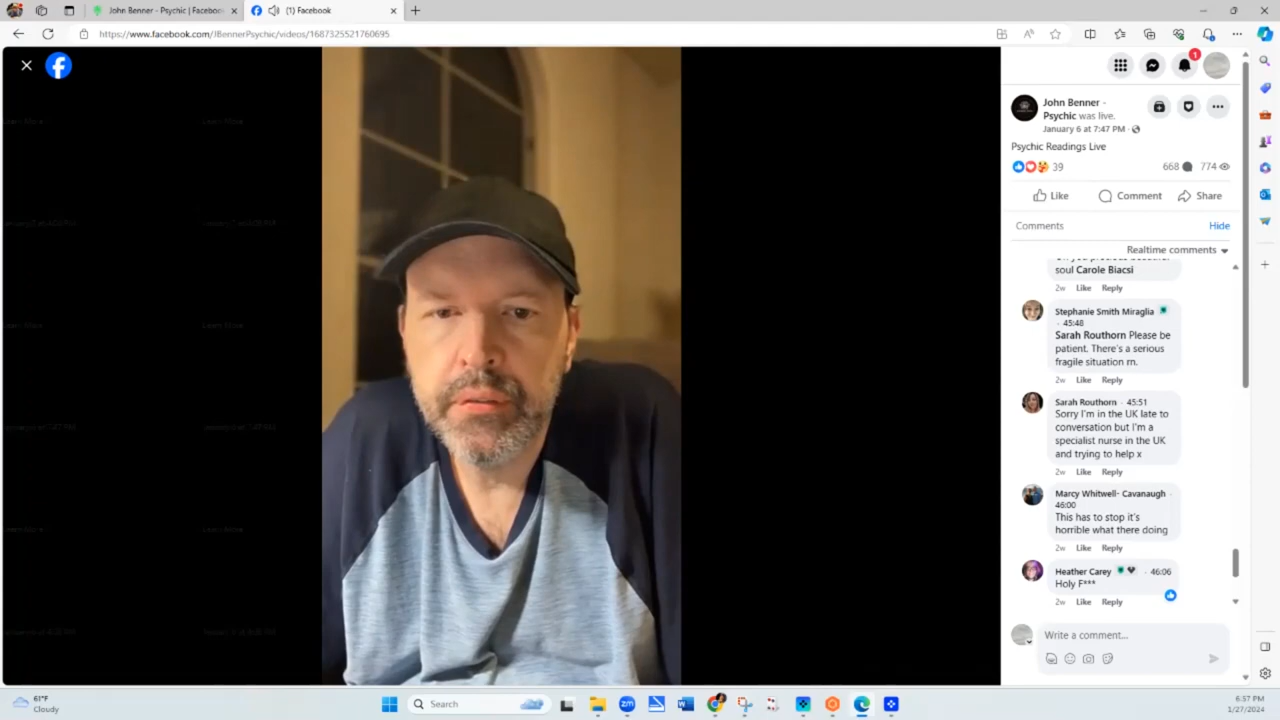 John Benner - Psychic | Faceboo
(1) Facebook
https://www.facebook.com/JBennerPsychic/videos/1687325521760695
1
John Benner -
Psychic was live.
January 6 at 7:47 PM ·
Psychic Readings Live
39
668
774
Like
Comment
Share
Comments
Hide
Realtime comments
soul Carole Biacsi
2w Like Reply
Stephanie Smith Miraglia
· 45:48
Sarah Routhorn Please be
patient. There's a serious
fragile situation rn.
2w Like Reply
Sarah Routhorn · 45:51
Sorry I'm in the UK late to
conversation but I'm a
specialist nurse in the UK
and trying to help x
2w Like Reply
Marcy Whitwell- Cavanaugh ·
46:00
This has to stop it's
horrible what there doing
2w Like Reply
Heather Carey · 46:06
Holy F***
2w Like Reply
Write a comment...
61°F
Cloudy
Search
zm
6:57 PM
1/27/2024